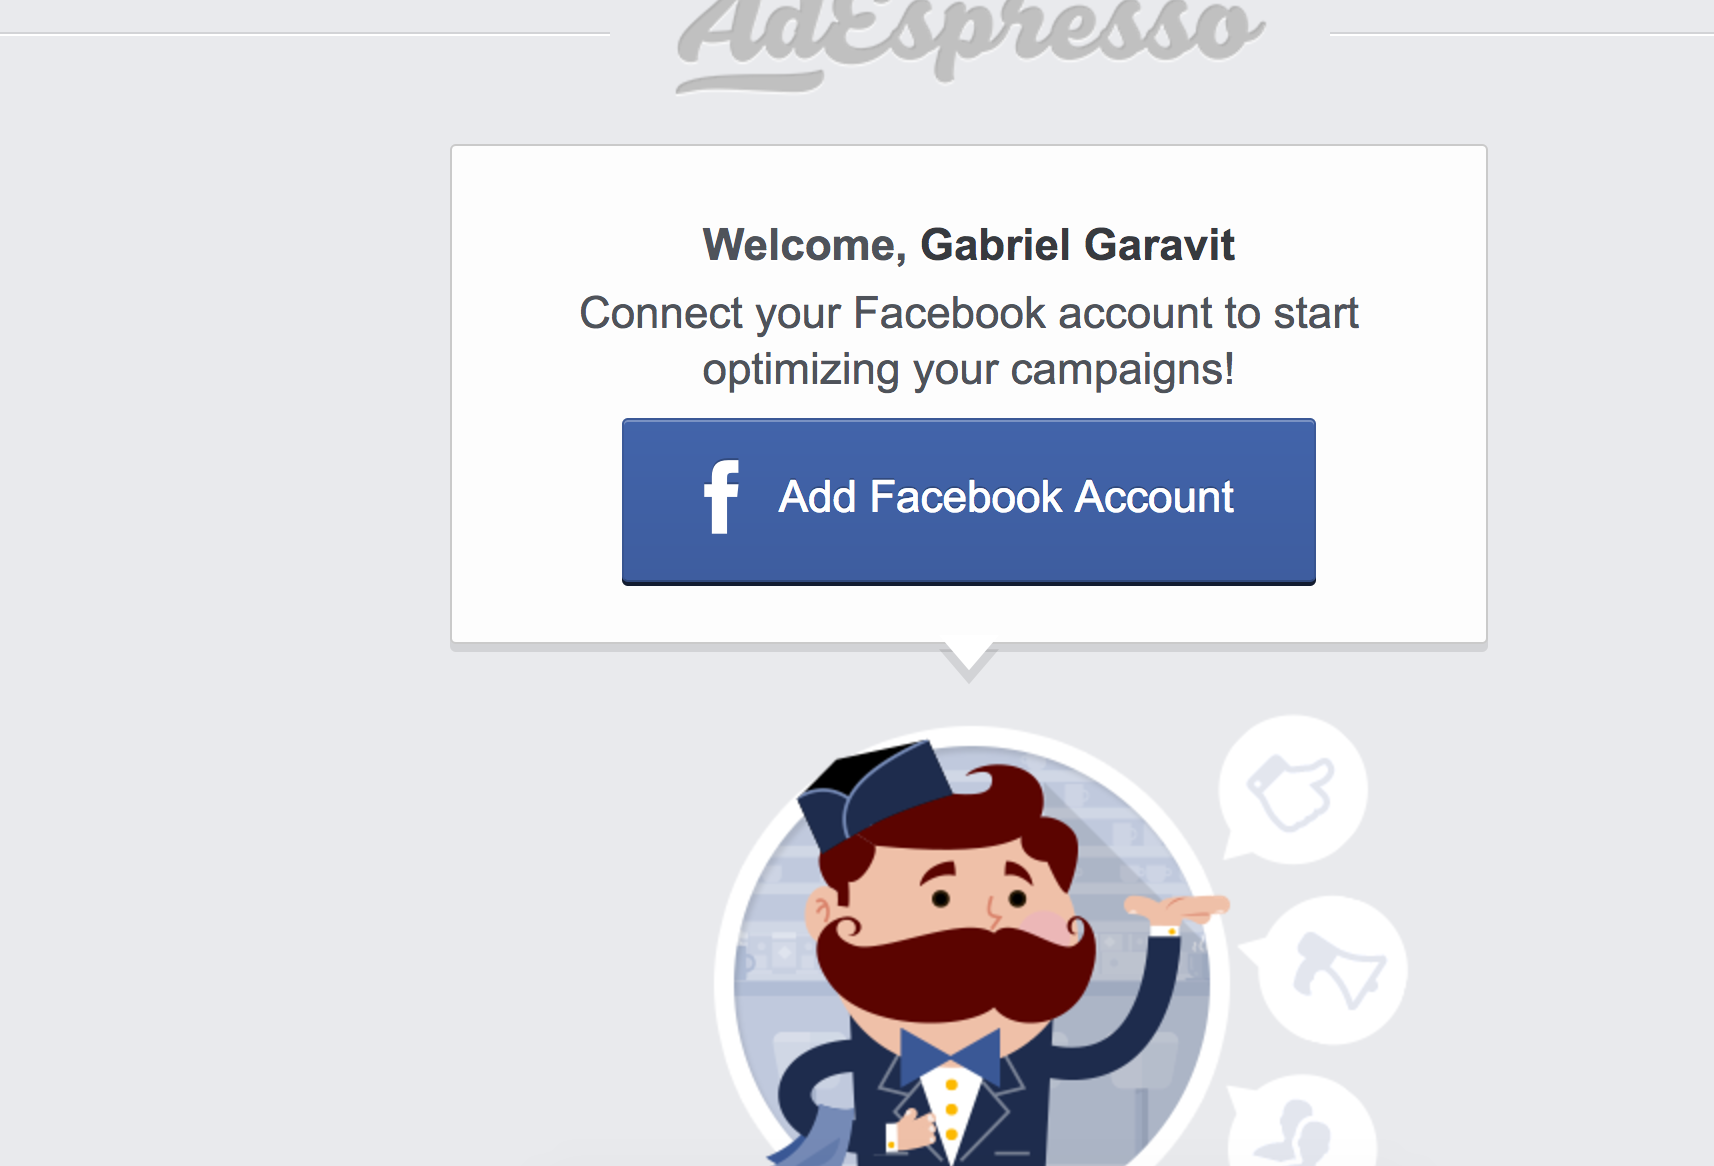 AdEspresso
Welcome, Gabriel Garavit
Connect your Facebook account to start
optimizing your campaigns!
f Add Facebook Account